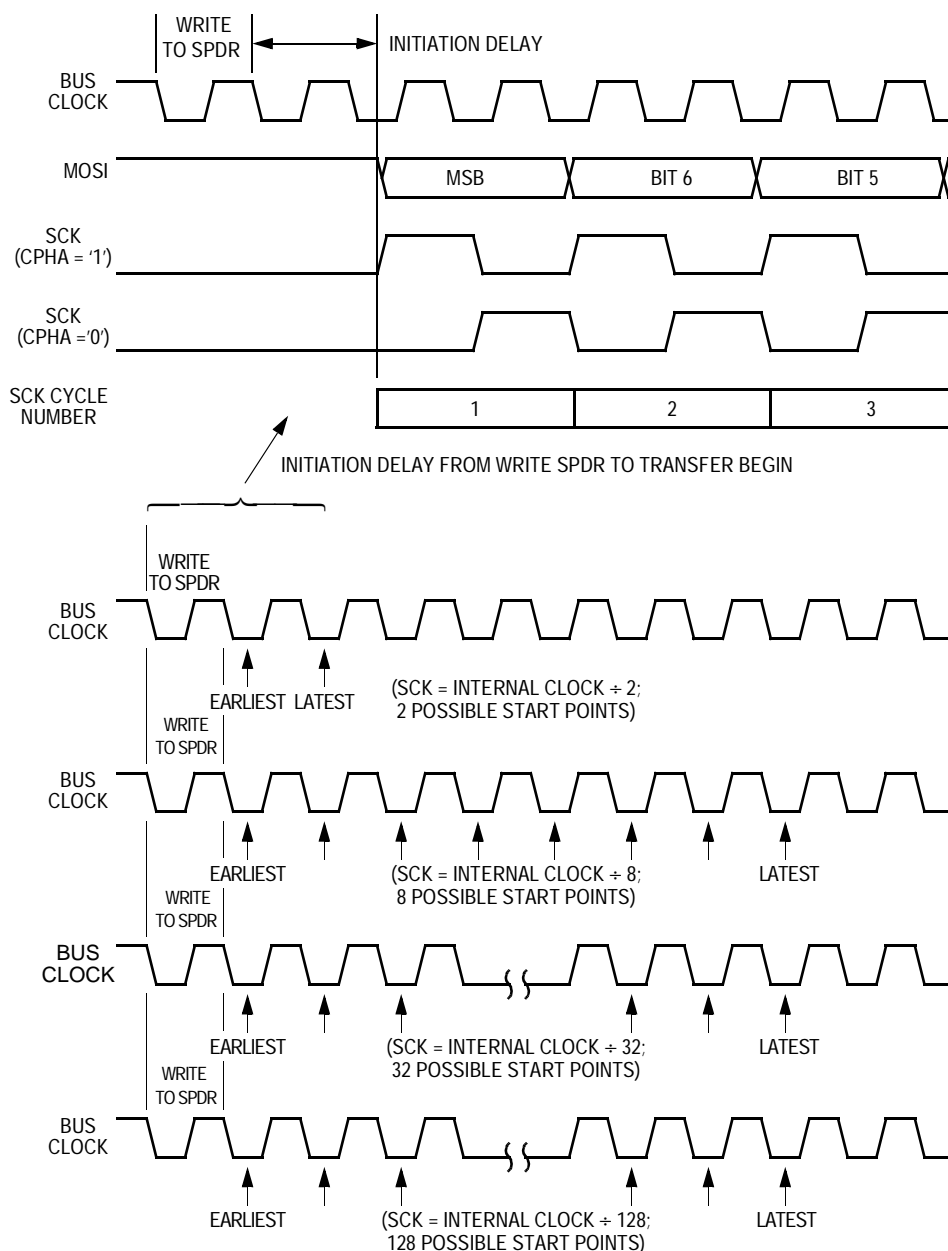 WRITE
TO SPDR
INITIATION DELAY
BUS
CLOCK
MOSI
MSB
BIT 6
BIT 5
SCK
(CPHA = '1')
SCK
(CPHA ='0')
SCK CYCLE
NUMBER
1
2
3
INITIATION DELAY FROM WRITE SPDR TO TRANSFER BEGIN
WRITE
TO SPDR
BUS
CLOCK
EARLIEST
LATEST
(SCK = INTERNAL CLOCK ÷ 2;
2 POSSIBLE START POINTS)
WRITE
TO SPDR
BUS
CLOCK
EARLIEST
(SCK = INTERNAL CLOCK ÷ 8;
8 POSSIBLE START POINTS)
LATEST
WRITE
TO SPDR
BUS
CLOCK
EARLIEST
(SCK = INTERNAL CLOCK ÷ 32;
32 POSSIBLE START POINTS)
LATEST
WRITE
TO SPDR
BUS
CLOCK
EARLIEST
(SCK = INTERNAL CLOCK ÷ 128;
128 POSSIBLE START POINTS)
LATEST